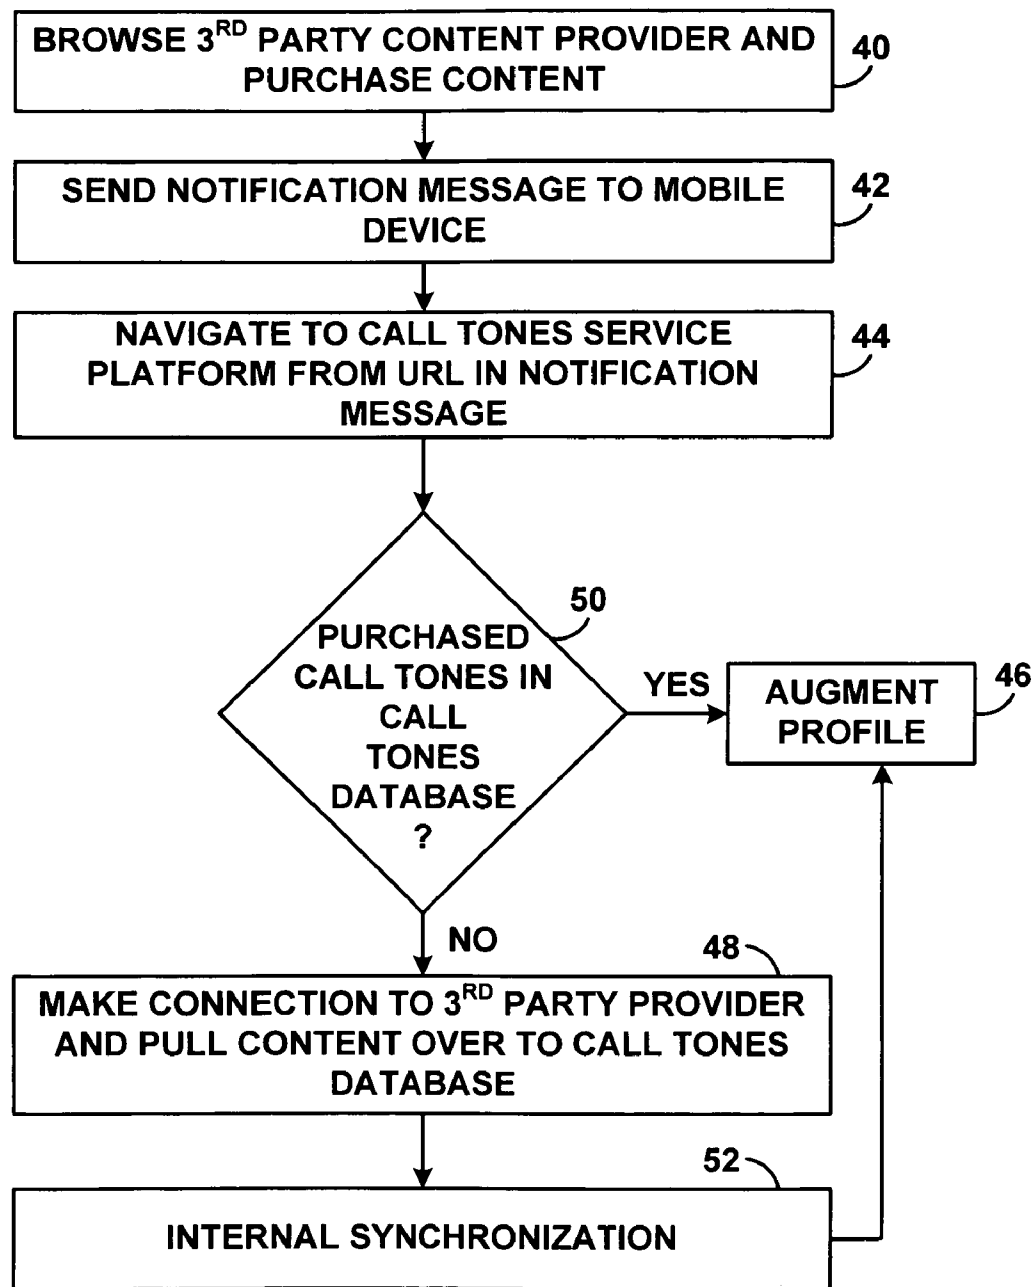 BROWSE 3RD PARTY CONTENT PROVIDER AND
PURCHASE CONTENT
40
SEND NOTIFICATION MESSAGE TO MOBILE
DEVICE
42
NAVIGATE TO CALL TONES SERVICE
PLATFORM FROM URL IN NOTIFICATION
MESSAGE
44
PURCHASED
CALL TONES IN
CALL
TONES
DATABASE
?
50
YES
AUGMENT
PROFILE
46
NO
48
MAKE CONNECTION TO 3RD PARTY PROVIDER
AND PULL CONTENT OVER TO CALL TONES
DATABASE
52
INTERNAL SYNCHRONIZATION